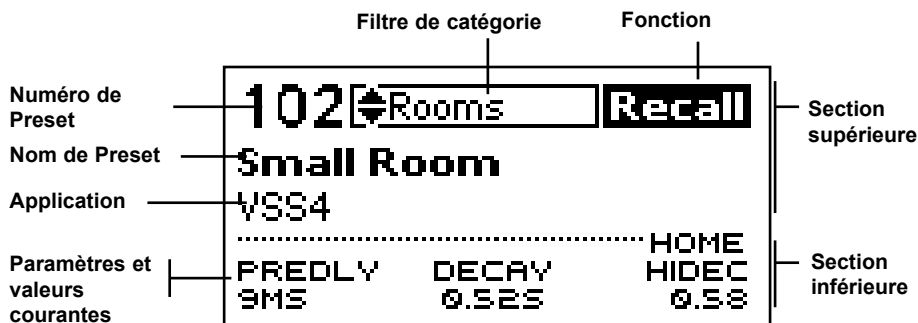 Filtre de catégorie
Fonction
Numéro de
Preset
102
Rooms
Recall
Section
supérieure
Nom de Preset
Small Room
Application
VSS4
HOME
Paramètres et
valeurs
courantes
PREDLY DECAY HIDEC
9MS 0.52S 0.58
Section
inférieure